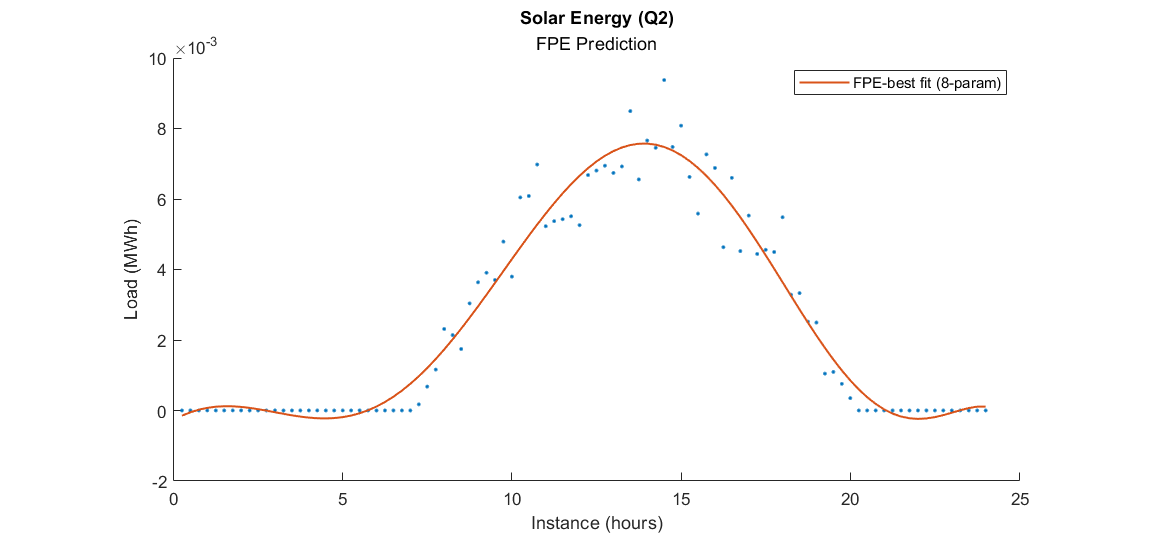 Solar Energy (Q2)
FPE Prediction
×10⁻³
FPE-best fit (8-param)
10
8
6
4
2
0
-2
Load (MWh)
0 5 10 15 20 25
Instance (hours)